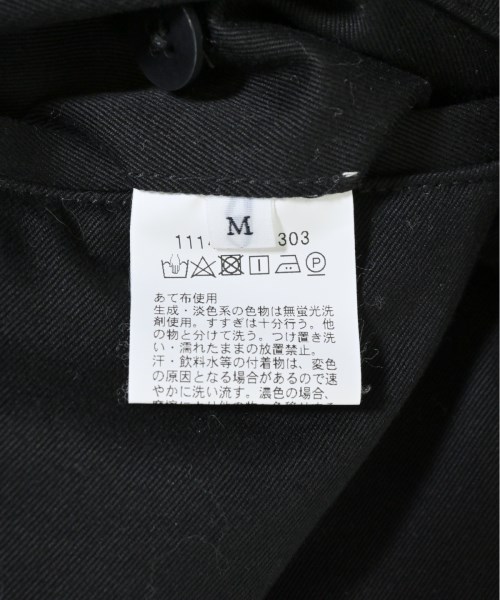 M
111 303
あて布使用
生成・淡色系の色物は無蛍光洗
剤使用。すすぎは十分行う。他
の物と分けて洗う。つけ置き洗
い・濡れたままの放置禁止。
汗・飲料水等の付着物は、変色
の原因となる場合があるので速
やかに洗い流す。濃色の場合、